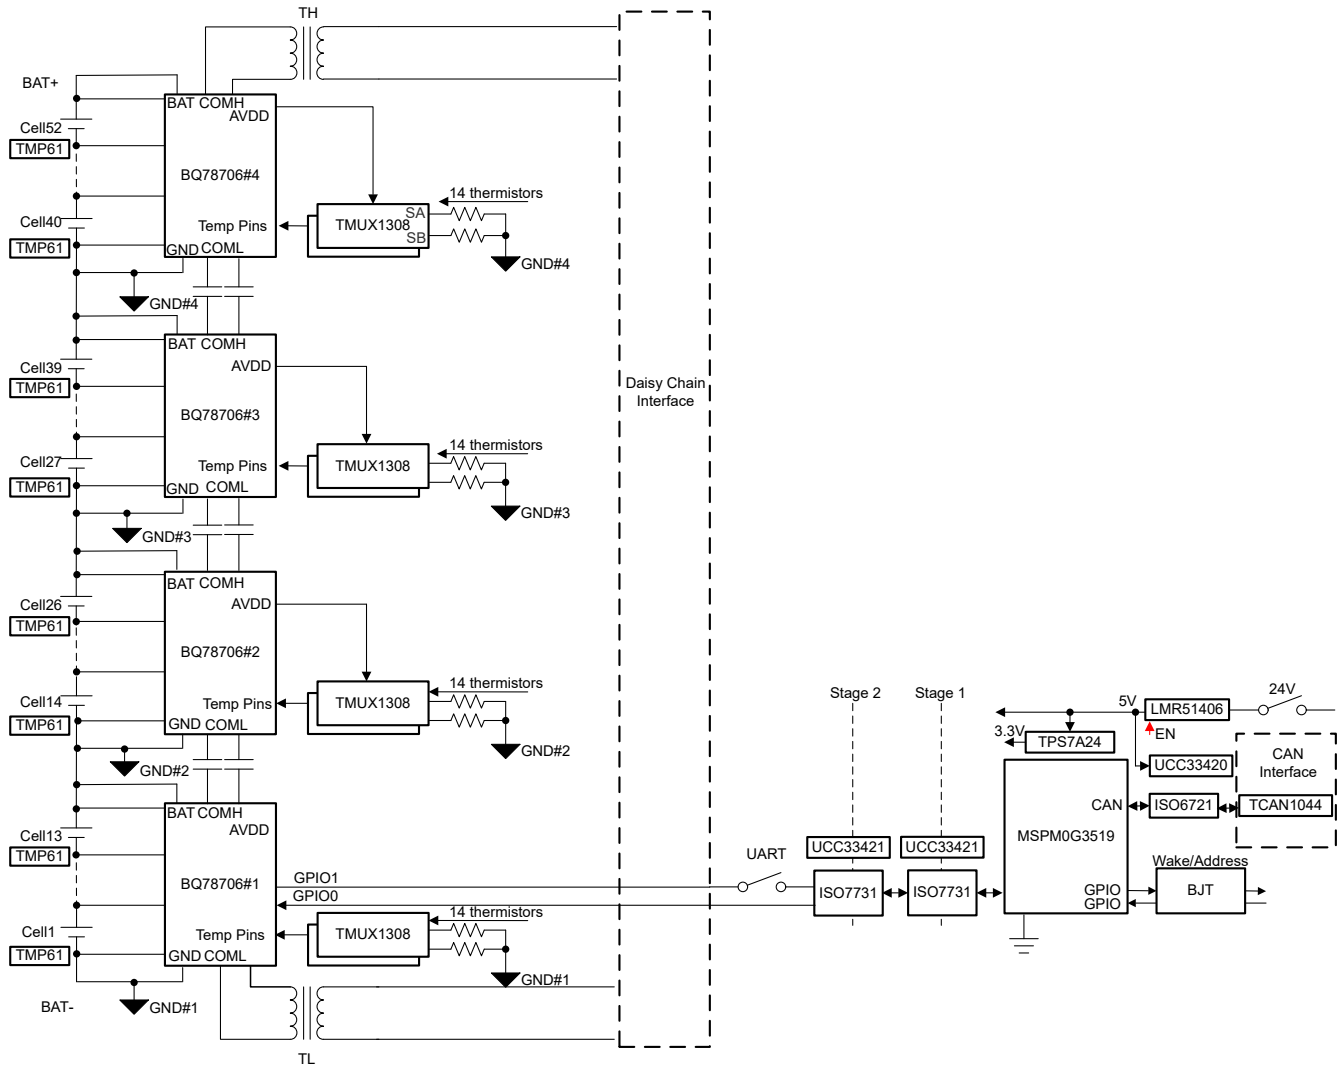 TH
BAT+
BAT COMH
AVDD
Cell52
TMP61
BQ78706#4
14 thermistors
Cell40
Temp Pins
TMUX1308
SA
SB
TMP61
GND COML
GND#4
GND#4
BAT COMH
Cell39
AVDD
TMP61
Daisy Chain
Interface
BQ78706#3
14 thermistors
Cell27
Temp Pins
TMUX1308
TMP61
GND COML
GND#3
GND#3
BAT COMH
Cell26
AVDD
TMP61
BQ78706#2
14 thermistors
Cell14
Temp Pins
TMUX1308
TMP61
GND COML
GND#2
GND#2
BAT COMH
Cell13
AVDD
TMP61
BQ78706#1
GPIO1
GPIO0
14 thermistors
Cell1
Temp Pins
TMUX1308
TMP61
GND COML
GND#1
BAT-
GND#1
TL
UART
Stage 2
Stage 1
UCC33421
UCC33421
ISO7731
ISO7731
5V
LMR51406
24V
EN
3.3V
TPS7A24
UCC33420
CAN
Interface
CAN
ISO6721
TCAN1044
MSPM0G3519
Wake/Address
GPIO
GPIO
BJT